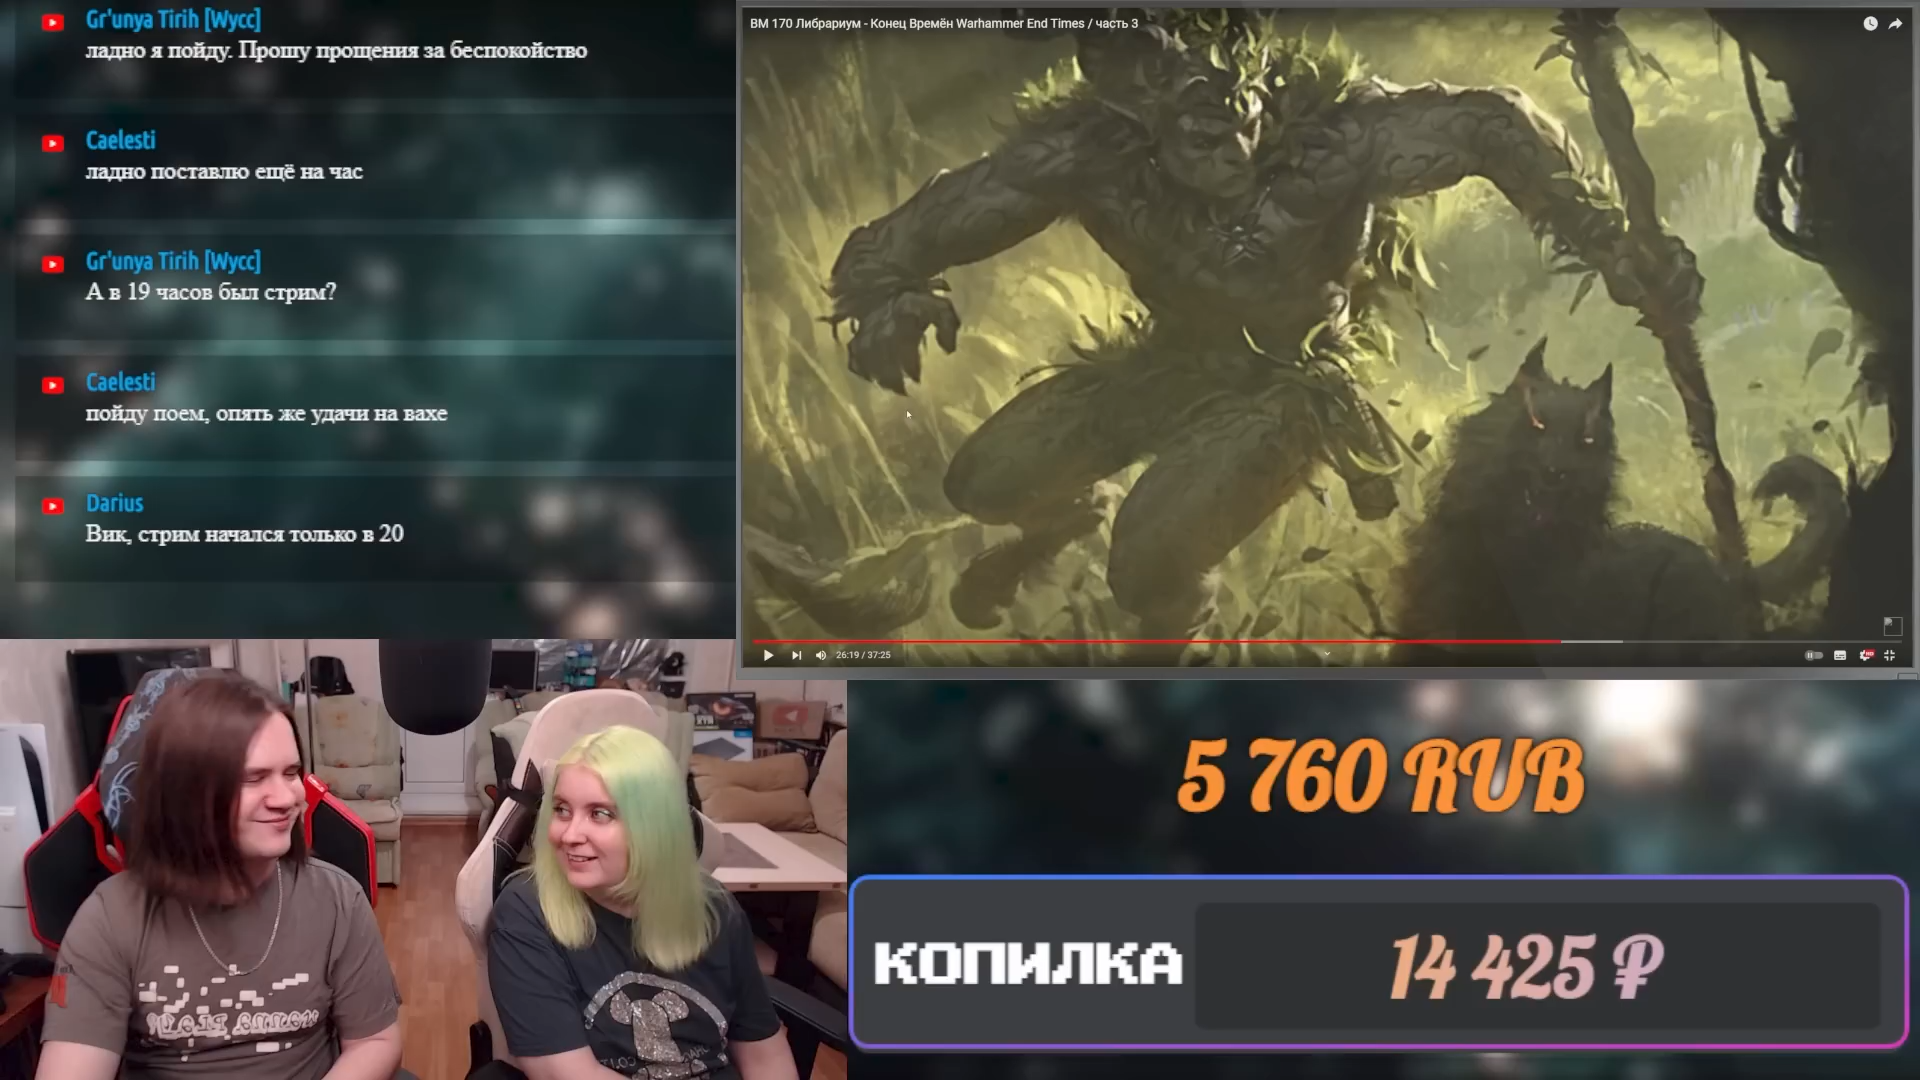 Gr'unya Tirih [Wycc]
ладно я пойду. Прошу прощения за беспокойство
Caelesti
ладно поставлю ещё на час
Gr'unya Tirih [Wycc]
А в 19 часов был стрим?
Caelesti
пойду поем, опять же удачи на вахе
Darius
Вик, стрим начался только в 20
ВМ 170 Либрариум - Конец Времён Warhammer End Times / часть 3
26:19 / 37:25
5 760 RUB
КОПИЛКА
14 425 ₽